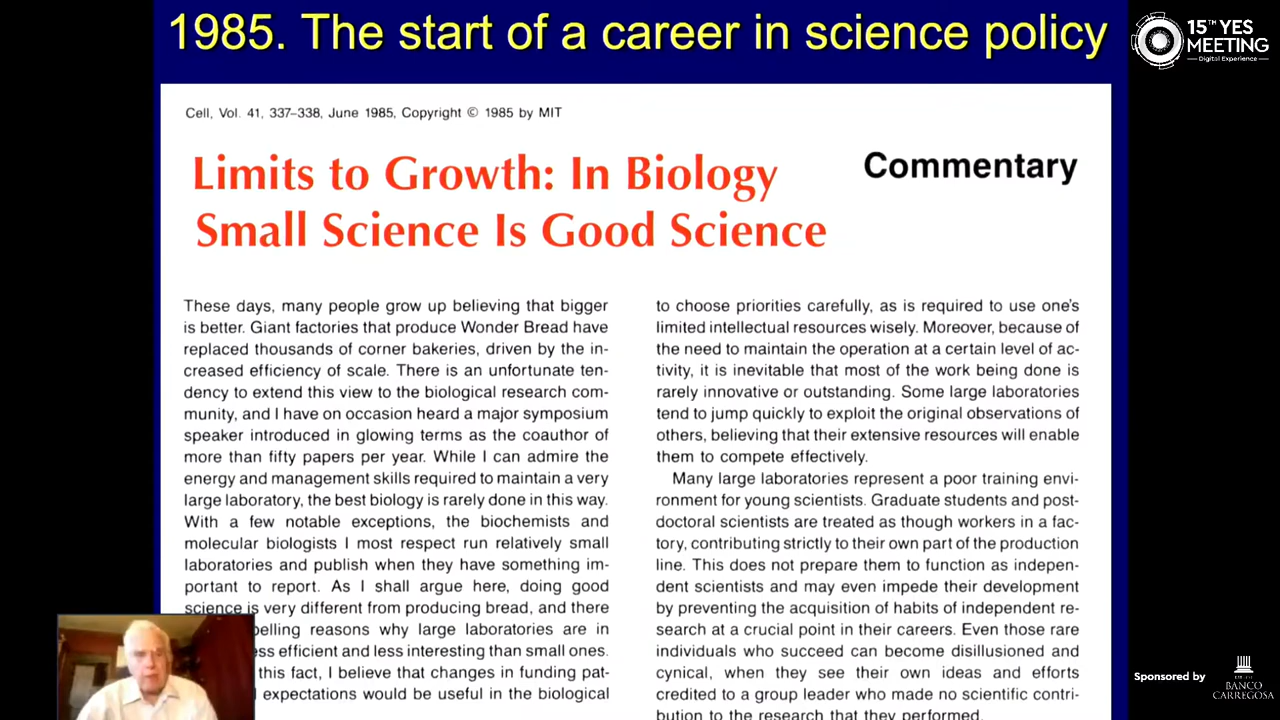 1985. The start of a career in science policy
15TH YES
MEETING
Digital Experience
Cell, Vol. 41, 337–338, June 1985, Copyright © 1985 by MIT
Limits to Growth: In Biology
Small Science Is Good Science
Commentary
These days, many people grow up believing that bigger
is better. Giant factories that produce Wonder Bread have
replaced thousands of corner bakeries, driven by the in-
creased efficiency of scale. There is an unfortunate ten-
dency to extend this view to the biological research com-
munity, and I have on occasion heard a major symposium
speaker introduced in glowing terms as the coauthor of
more than fifty papers per year. While I can admire the
energy and management skills required to maintain a very
large laboratory, the best biology is rarely done in this way.
With a few notable exceptions, the biochemists and
molecular biologists I most respect run relatively small
laboratories and publish when they have something im-
portant to report. As I shall argue here, doing good
science is very different from producing bread, and there
pelling reasons why large laboratories are in
ess efficient and less interesting than small ones.
this fact, I believe that changes in funding pat-
expectations would be useful in the biological
to choose priorities carefully, as is required to use one's
limited intellectual resources wisely. Moreover, because of
the need to maintain the operation at a certain level of ac-
tivity, it is inevitable that most of the work being done is
rarely innovative or outstanding. Some large laboratories
tend to jump quickly to exploit the original observations of
others, believing that their extensive resources will enable
them to compete effectively.
Many large laboratories represent a poor training envi-
ronment for young scientists. Graduate students and post-
doctoral scientists are treated as though workers in a fac-
tory, contributing strictly to their own part of the production
line. This does not prepare them to function as indepen-
dent scientists and may even impede their development
by preventing the acquisition of habits of independent re-
search at a crucial point in their careers. Even those rare
individuals who succeed can become disillusioned and
cynical, when they see their own ideas and efforts
credited to a group leader who made no scientific contri-
bution to the research that they performed.
Sponsored by
BANCO
CARREGOSA